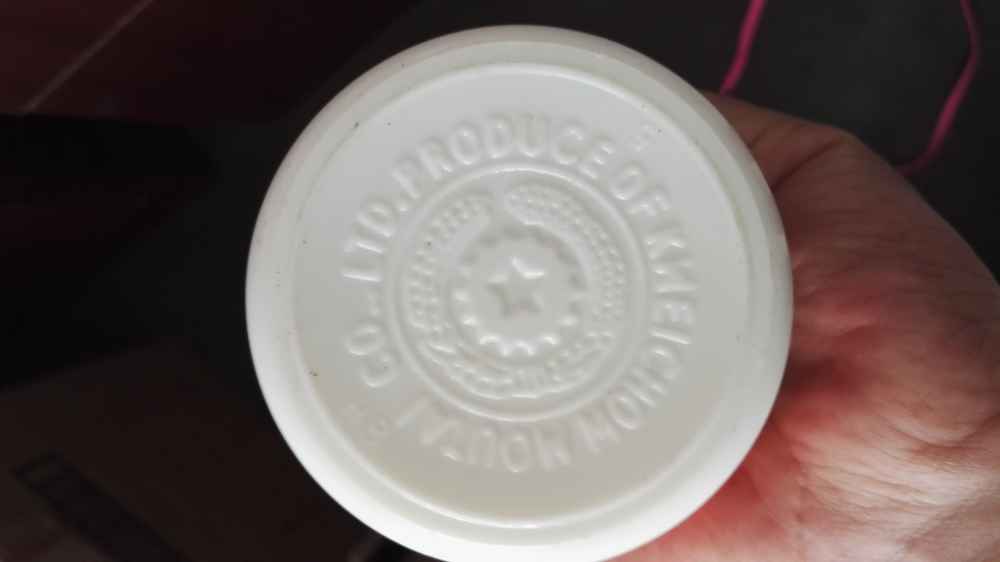 PRODUCE OF KWEICHOW MOUTAI CO., LTD.